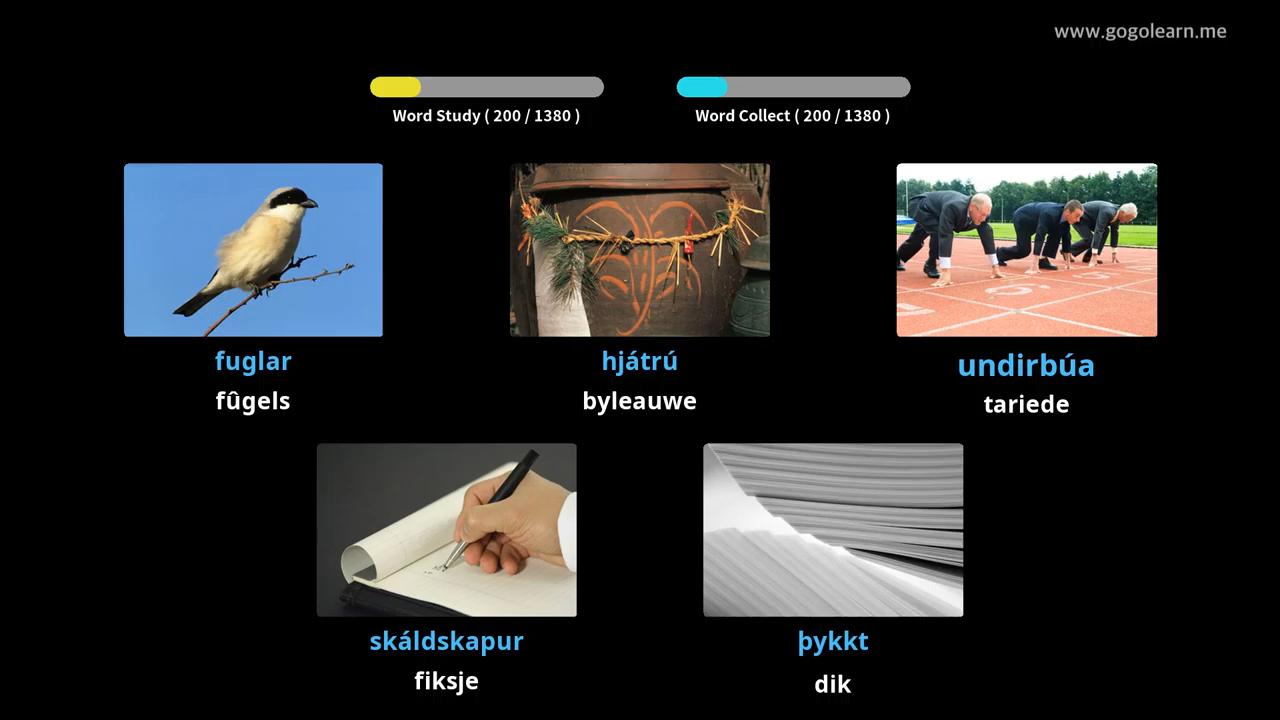 www.gogolearn.me
Word Study ( 200 / 1380 )
Word Collect ( 200 / 1380 )
fuglar
fûgels
hjátrú
byleauwe
undirbúa
tariede
skáldskapur
fiksje
þykkt
dik